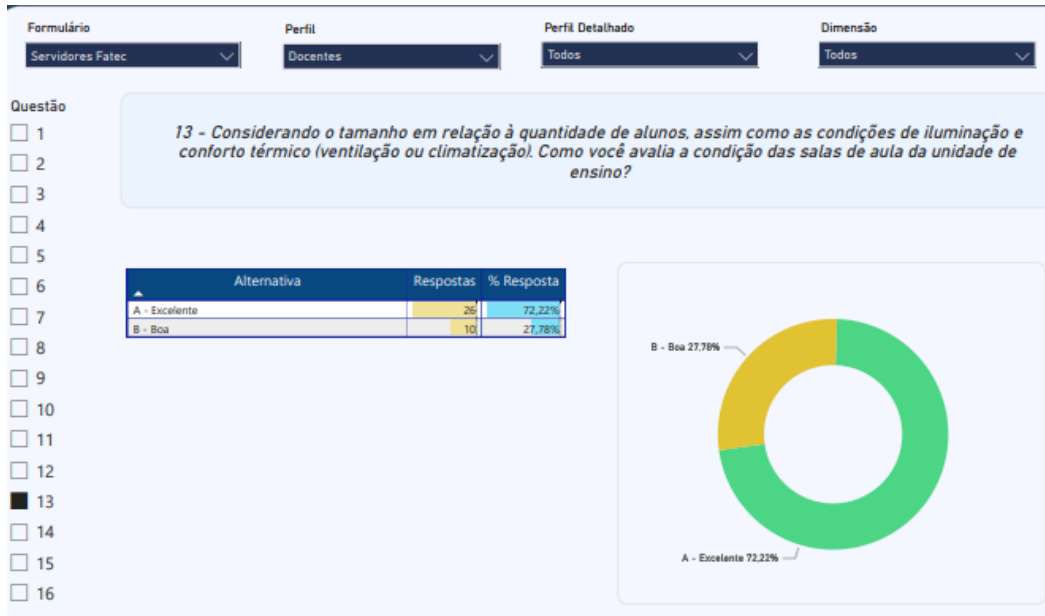 Formulário
Perfil
Perfil Detalhado
Dimensão
Servidores Fatec
Docentes
Todos
Todos
Questão
1
2
3
4
5
6
7
8
9
10
11
12
13
14
15
16
13 - Considerando o tamanho em relação à quantidade de alunos, assim como as condições de iluminação e
conforto térmico (ventilação ou climatização). Como você avalia a condição das salas de aula da unidade de
ensino?
Alternativa Respostas % Resposta
A - Excelente 26 72,22%
B - Boa 10 27,78%
B - Boa 27,78%
A - Excelente 72,22%